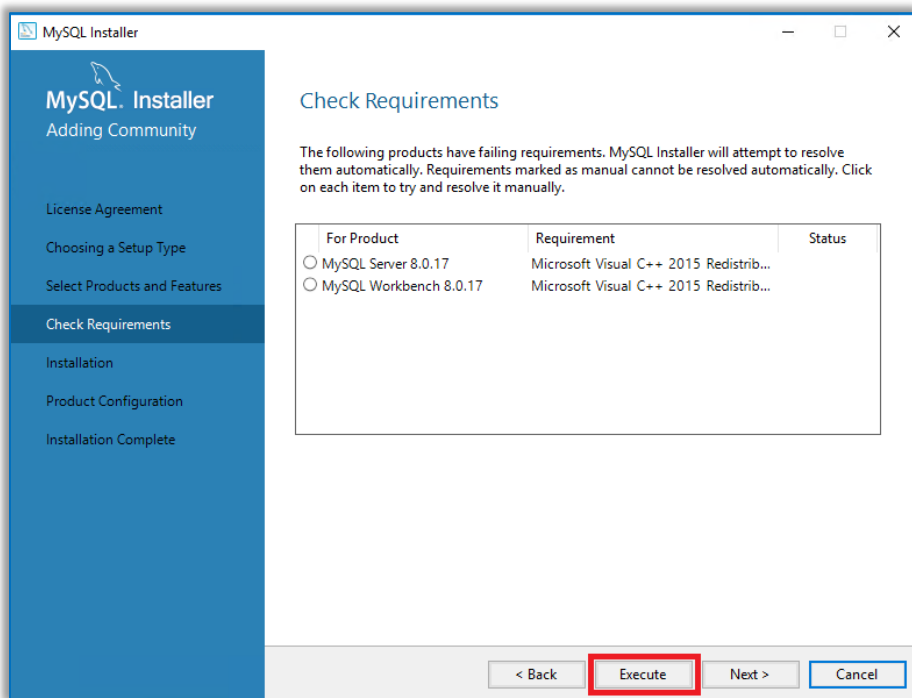 MySQL Installer
MySQL. Installer
Adding Community
License Agreement
Choosing a Setup Type
Select Products and Features
Check Requirements
Installation
Product Configuration
Installation Complete
Check Requirements
The following products have failing requirements. MySQL Installer will attempt to resolve
them automatically. Requirements marked as manual cannot be resolved automatically. Click
on each item to try and resolve it manually.
For Product Requirement Status
MySQL Server 8.0.17 Microsoft Visual C++ 2015 Redistrib...
MySQL Workbench 8.0.17 Microsoft Visual C++ 2015 Redistrib...
< Back Execute Next > Cancel